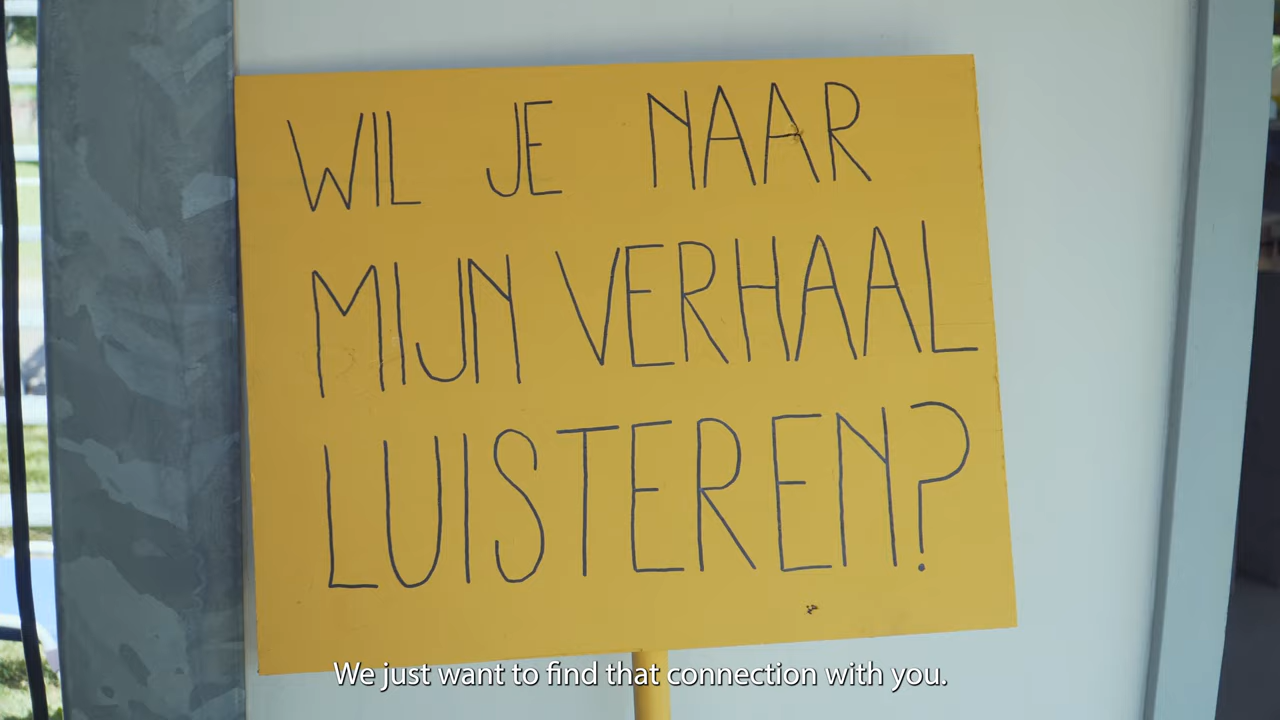 WIL JE NAAR
MIJN VERHAAL
LUISTEREN?
We just want to find that connection with you.